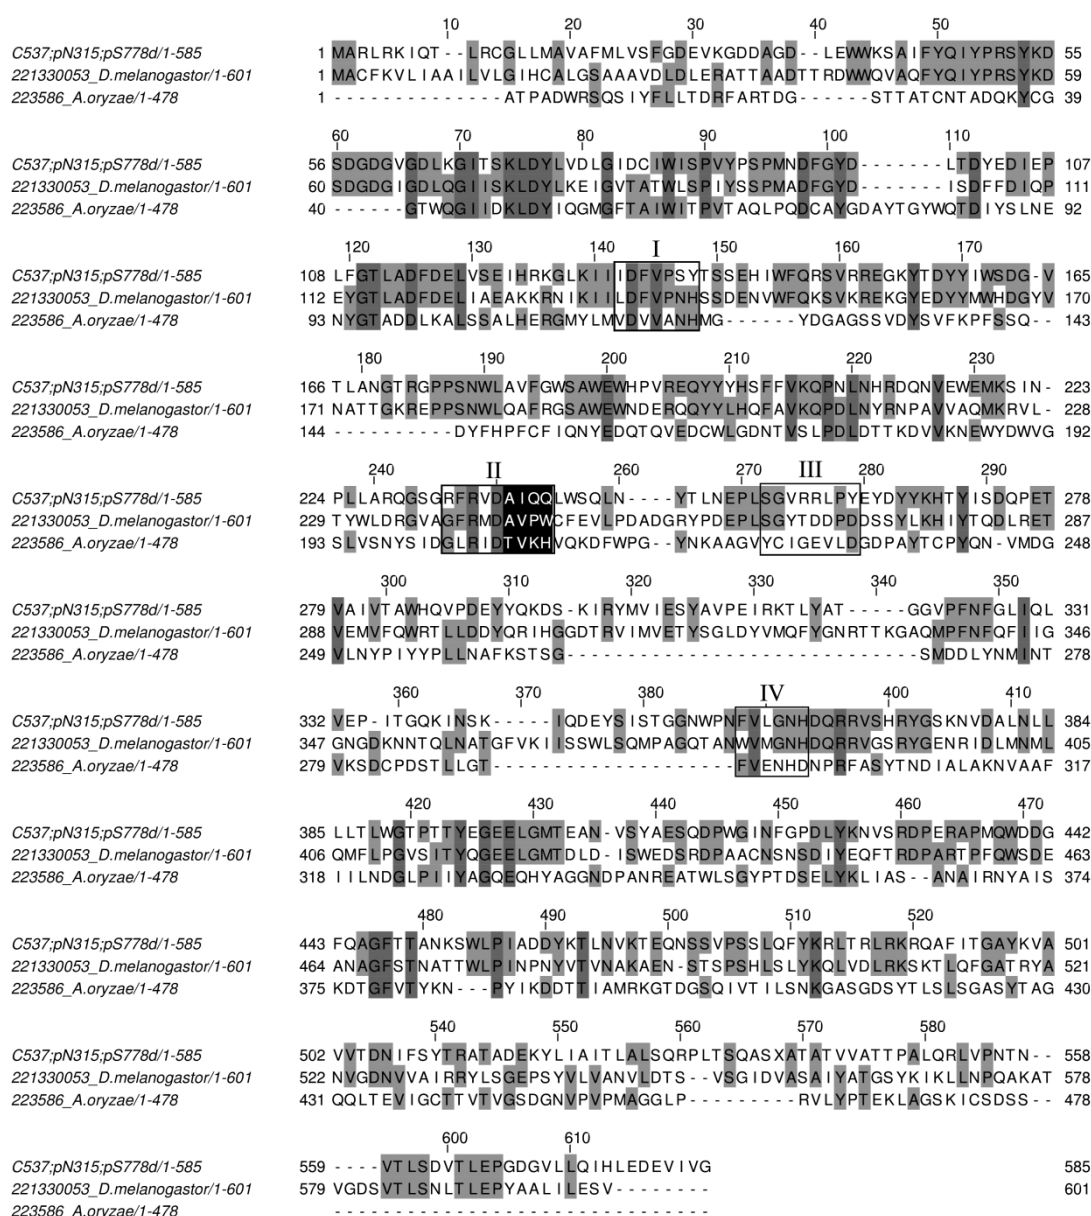 10 20 30 40 50
C537;pN315;pS778d/1-585 1 MARLRKIQT--LRCGLLMAVAFMLVSFGDEVKGDDAGD-LEWWKSAIFYQIYPRSYKD 55
221330053_D.melanogastor/1-601 1 MACFKVLIAAILVLGIHCALGSAAAVDLDLERATTAADTTRDWWQVAQFYQIYPRSYKD 59
223586_A.oryzae/1-478 1 --------------ATPADWRSQSIYFLLTDRFARTDG------STTATCNTADQKYCG 39
60 70 80 90 100 110
C537;pN315;pS778d/1-585 56 SDGDGVGDLKGITSKLDYLVDLGIDCIWISPVYPSPMNDFGYD-------LTDYEDIEP 107
221330053_D.melanogastor/1-601 60 SDGDGIGDLQGIISKLDYLKEIGVTATWLSPIYSSPMADFGYD-------ISDFFDIQP 111
223586_A.oryzae/1-478 40 ------GTWQGIIDKLDYIQGMGFTAIWITPVTAQLPQDCAYGDAYTGYWQTDIYSLNE 92
I
120 130 140 150 160 170
C537;pN315;pS778d/1-585 108 LFGTLADFDELVSEIHRKGLKIIIDFVPSYTSSEHIWFQRSVRREGKYTDYYIWSDG-V 165
221330053_D.melanogastor/1-601 112 EYGTLADFDELIAEAKKRNIKIILDFVPNHSSDENVWFQKSVKREKGYEDYYMWHDGYV 170
223586_A.oryzae/1-478 93 NYGTADDLKALSSALHERGMYLMVDVVANHMG------YDGAGSSVDYSVFKPFSSQ-- 143
180 190 200 210 220 230
C537;pN315;pS778d/1-585 166 TLANGTRGPPSNWLAVFGWSAWEWHPVREQYYYHSFFVKQPNLNHRDQNVEWEMKSIN- 223
221330053_D.melanogastor/1-601 171 NATTGKREPPSNWLQAFRGSAWEWNDERQQYYLHQFAVKQPDLNYRNPAVVAQMKRVL- 228
223586_A.oryzae/1-478 144 ----------DYFHPFCFIQNYEDQTQVEDCWLGDNTVSLPDLDTTKDVVKNEWYDWVG 192
II III
240 250 260 270 280 290
C537;pN315;pS778d/1-585 224 PLLARQGSGRFRVDAIQQLWSQLN----YTLNEPLSGVRRLPYEYDYYKHTYISDQPET 278
221330053_D.melanogastor/1-601 229 TYWLDRGVAGFRMDAVPWCFEVLPDADGRYPDEPLSGYTDDPDDSSYLKHIYTQDLRET 287
223586_A.oryzae/1-478 193 SLVSNYSIDGLRIDTVKHVQKDFWPG--YNKAAGVYCIGEVLDGDPAYTCPYQN-VMDG 248
300 310 320 330 340 350
C537;pN315;pS778d/1-585 279 VAIVTAWHQVPDEYYQKDS-KIRYMVIESYAVPEIRKTLYAT-----GGVPFNFGLIQL 331
221330053_D.melanogastor/1-601 288 VEMVFQWRTLLDDYQRIHGGDTRVIMVETYSGLDYVMQFYGNRTTKGAQMPFNFQFIIG 346
223586_A.oryzae/1-478 249 VLNYPIYYPLLNAFKSTSG-----------------------------SMDDLYNMINT 278
IV
360 370 380 390 400 410
C537;pN315;pS778d/1-585 332 VEP-ITGQKINSK----IQDEYSISTGGNWPNFVLGNHDQRRVSHRYGSKNVDALNLL 384
221330053_D.melanogastor/1-601 347 GNGDKNNTQLNATGFVKIISSWLSQMPAGQTANWVMGNHDQRRVGSRYGENRIDLMNML 405
223586_A.oryzae/1-478 279 VKSDCPDSTLLGT-------------------FVENHDNPRFASYTNDIALAKNVAAF 317
420 430 440 450 460 470
C537;pN315;pS778d/1-585 385 LLTLWGTPTTYEGEELGMTEAN-VSYAESQDPWGINFGPDLYKNVSRDPERAPMQWDDG 442
221330053_D.melanogastor/1-601 406 QMFLPGVSITYQGEELGMTDLD-ISWEDSRDPAACNSNSDIYEQFTRDPARTPFQWSDE 463
223586_A.oryzae/1-478 318 IILNDGLPIIYAGQEQHYAGGNDPANREATWLSGYPTDSELYKLIAS--ANAIRNYAIS 374
480 490 500 510 520
C537;pN315;pS778d/1-585 443 FQAGFTTANKSWLPIADDYKTLNVKTEQNSSVPSSLQFYKRLTRLRKRQAFITGAYKVA 501
221330053_D.melanogastor/1-601 464 ANAGFSTNATTWLPINPNYVTVNAKAEN-STSPSHLSLYKQLVDLRKSKTLQFGATRYA 521
223586_A.oryzae/1-478 375 KDTGFVTYKN---PYIKDDTTIAMRKGTDGSQIVTILSNKGASGDSYTLSLSGASYTAG 430
540 550 560 570 580
C537;pN315;pS778d/1-585 502 VVTDNIFSYTRATADEKYLIAITLALSQRPLTSQASXATATVVATTPALQRLVPNTN-- 558
221330053_D.melanogastor/1-601 522 NVGDNVVAIRRYLSGEPSYVLVANVLDTS--VSGIDVASAIYATGSYKIKLLNPQAKAT 578
223586_A.oryzae/1-478 431 QQLTEVIGCTTVTVGSDGNVPVPMAGGLP---------RVLYPTEKLAGSKICSDSS-- 478
600 610
C537;pN315;pS778d/1-585 559 ----VTLSDVTLEPGDGVLLQIHLEDEVIVG 585
221330053_D.melanogastor/1-601 579 VGDSVTLSNLTLEPYAALILESV-------- 601
223586_A.oryzae/1-478 -------------------------------